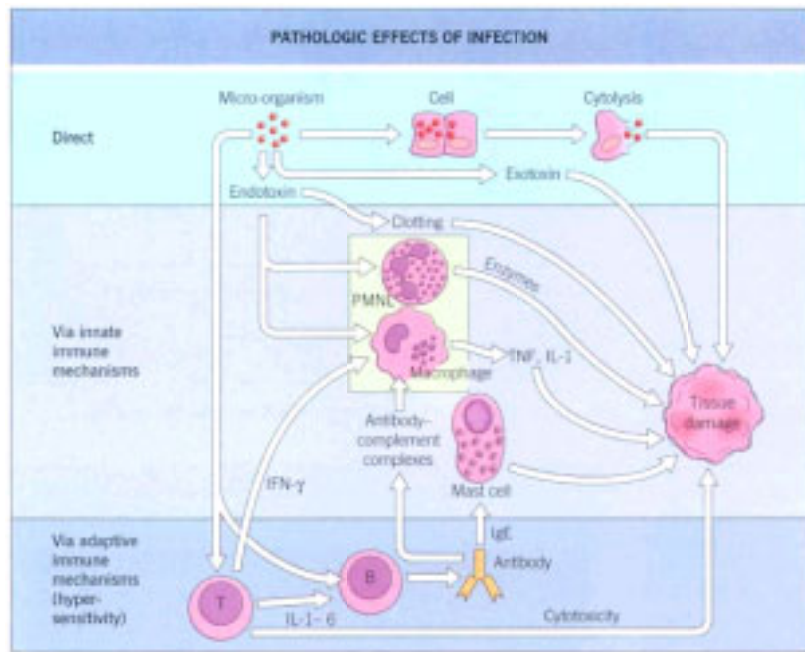 PATHOLOGIC EFFECTS OF INFECTION
Micro-organism
Cell
Cytolysis
Direct
Exotoxin
Endotoxin
Clotting
Enzymes
PMNL
Via innate
immune
mechanisms
TNF, IL-1
Macrophage
Tissue
damage
Antibody–
complement
complexes
IFN-γ
Mast cell
IgE
Via adaptive
immune
mechanisms
(hyper-
sensitivity)
Antibody
T
B
IL-1–6
Cytotoxicity